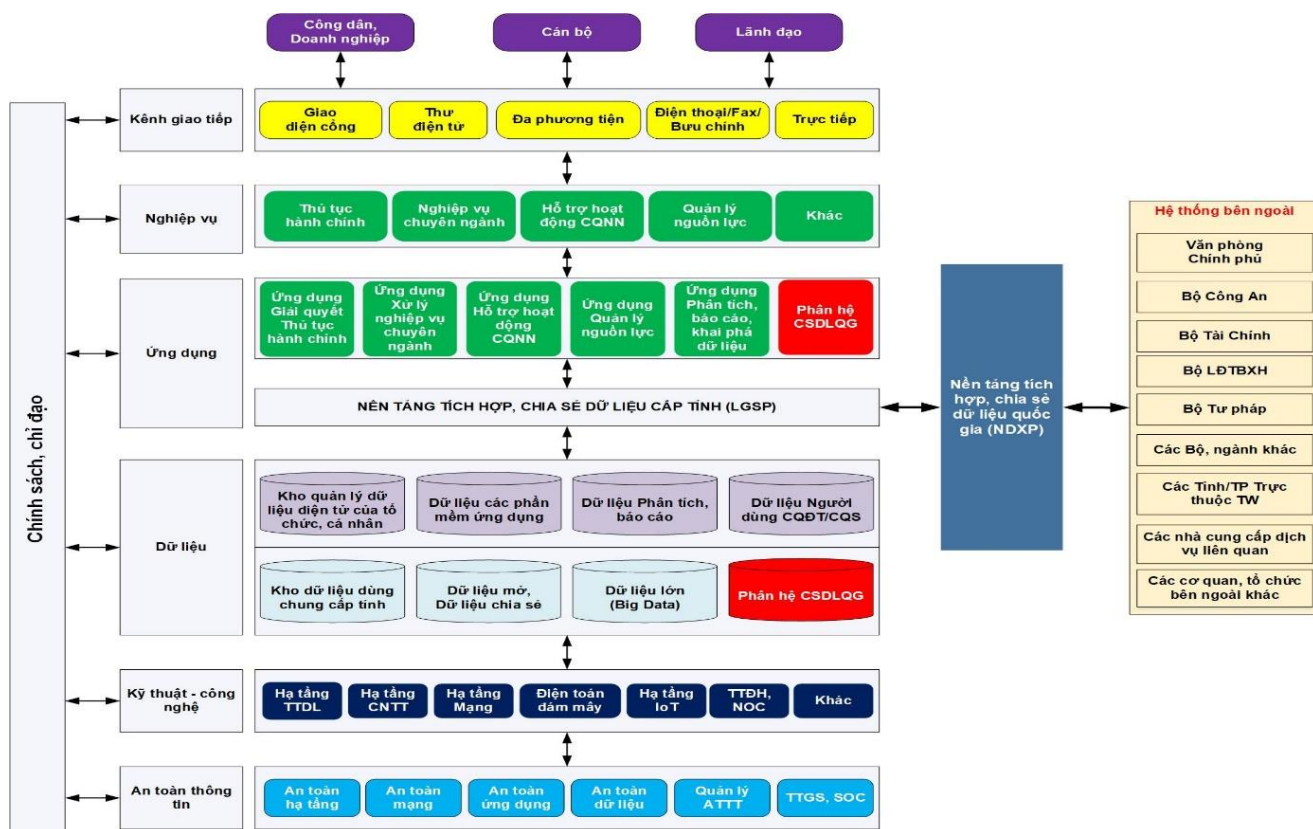 Công dân,
Doanh nghiệp
Cán bộ
Lãnh đạo
Chính sách, chỉ đạo
Kênh giao tiếp
Giao
diện cổng
Thư
điện tử
Đa phương tiện
Điện thoại/Fax/
Bưu chính
Trực tiếp
Nghiệp vụ
Thủ tục
hành chính
Nghiệp vụ
chuyên ngành
Hỗ trợ hoạt
động CQNN
Quản lý
nguồn lực
Khác
Ứng dụng
Ứng dụng
Giải quyết
Thủ tục
hành chính
Ứng dụng
Xử lý
nghiệp vụ
chuyên
ngành
Ứng dụng
Hỗ trợ hoạt
động
CQNN
Ứng dụng
Quản lý
nguồn lực
Ứng dụng
Phân tích,
báo cáo,
khai phá
dữ liệu
Phân hệ
CSDLQG
NỀN TẢNG TÍCH HỢP, CHIA SẺ DỮ LIỆU CẤP TỈNH (LGSP)
Dữ liệu
Kho quản lý dữ
liệu điện tử của tổ
chức, cá nhân
Dữ liệu các phần
mềm ứng dụng
Dữ liệu Phân tích,
báo cáo
Dữ liệu Người
dùng CQĐT/CQS
Kho dữ liệu dùng
chung cấp tỉnh
Dữ liệu mở,
Dữ liệu chia sẻ
Dữ liệu lớn
(Big Data)
Phân hệ CSDLQG
Kỹ thuật - công
nghệ
Hạ tầng
TTDL
Hạ tầng
CNTT
Hạ tầng
Mạng
Điện toán
đám mây
Hạ tầng
IoT
TTĐH,
NOC
Khác
An toàn thông
tin
An toàn
hạ tầng
An toàn
mạng
An toàn
ứng dụng
An toàn
dữ liệu
Quản lý
ATTT
TTGS, SOC
Nền tảng tích
hợp, chia sẻ
dữ liệu quốc
gia (NDXP)
Hệ thống bên ngoài
Văn phòng
Chính phủ
Bộ Công An
Bộ Tài Chính
Bộ LĐTBXH
Bộ Tư pháp
Các Bộ, ngành khác
Các Tỉnh/TP Trực
thuộc TW
Các nhà cung cấp dịch
vụ liên quan
Các cơ quan, tổ chức
bên ngoài khác